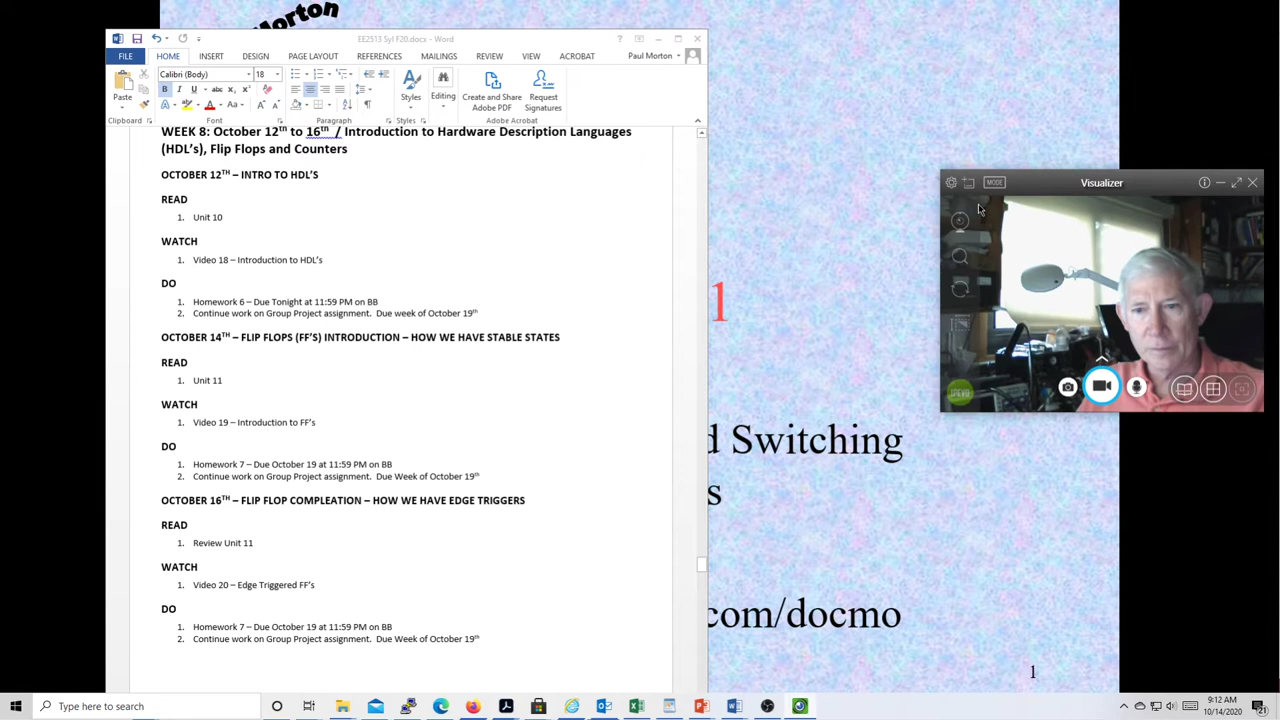 Morton
EE2513 Syl F20.docx - Word
FILE HOME INSERT DESIGN PAGE LAYOUT REFERENCES MAILINGS REVIEW VIEW ACROBAT Paul Morton
Calibri (Body) 18
Paste
Styles
Editing
Create and Share
Adobe PDF
Request
Signatures
Clipboard Font Paragraph Styles Adobe Acrobat
WEEK 8: October 12th to 16th / Introduction to Hardware Description Languages
(HDL's), Flip Flops and Counters
OCTOBER 12TH – INTRO TO HDL'S
READ
1. Unit 10
WATCH
1. Video 18 – Introduction to HDL's
DO
1. Homework 6 – Due Tonight at 11:59 PM on BB
2. Continue work on Group Project assignment. Due week of October 19th
OCTOBER 14TH – FLIP FLOPS (FF'S) INTRODUCTION – HOW WE HAVE STABLE STATES
READ
1. Unit 11
WATCH
1. Video 19 – Introduction to FF's
DO
1. Homework 7 – Due October 19 at 11:59 PM on BB
2. Continue work on Group Project assignment. Due Week of October 19th
OCTOBER 16TH – FLIP FLOP COMPLEATION – HOW WE HAVE EDGE TRIGGERS
READ
1. Review Unit 11
WATCH
1. Video 20 – Edge Triggered FF's
DO
1. Homework 7 – Due October 19 at 11:59 PM on BB
2. Continue work on Group Project assignment. Due Week of October 19th
MODE Visualizer
1
d Switching
s
com/docmo
1
Type here to search
9:12 AM
10/14/2020